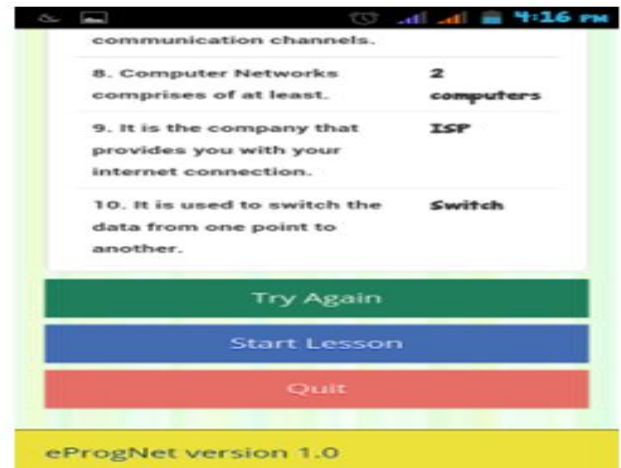 4:16 PM
communication channels.
8. Computer Networks
comprises of at least.
2
computers
9. It is the company that
provides you with your
internet connection.
ISP
10. It is used to switch the
data from one point to
another.
Switch
Try Again
Start Lesson
Quit
eProgNet version 1.0